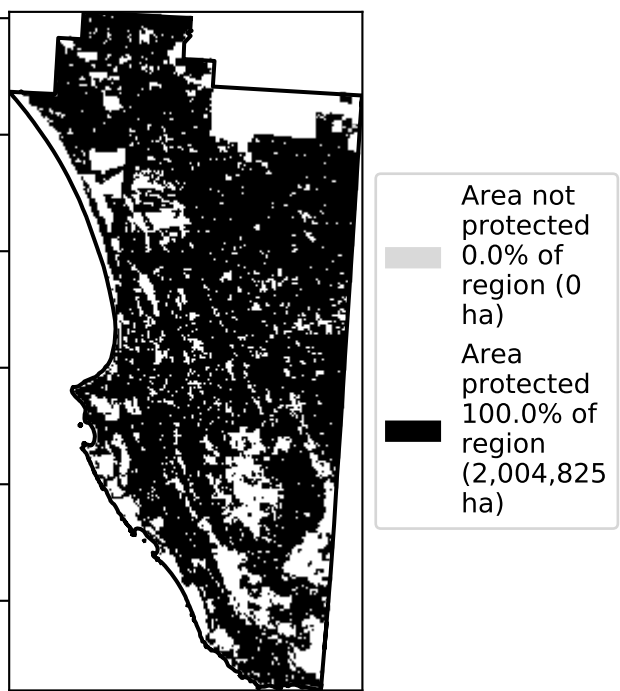 Area not
protected
0.0% of
region (0
ha)
Area
protected
100.0% of
region
(2,004,825
ha)